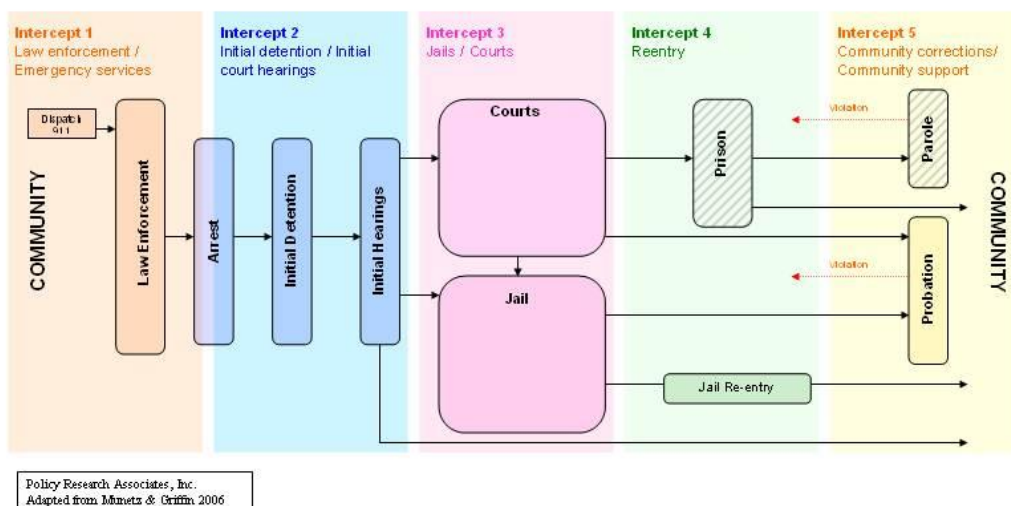 Intercept 1
Law enforcement /
Emergency services
Intercept 2
Initial detention / Initial
court hearings
Intercept 3
Jails / Courts
Intercept 4
Reentry
Intercept 5
Community corrections/
Community support
Dispatch
911
COMMUNITY
Law Enforcement
Arrest
Initial Detention
Initial Hearings
Courts
Jail
Prison
Violation
Parole
Violation
Probation
Jail Re-entry
COMMUNITY
Policy Research Associates, Inc.
Adapted from Munetz & Griffin 2006